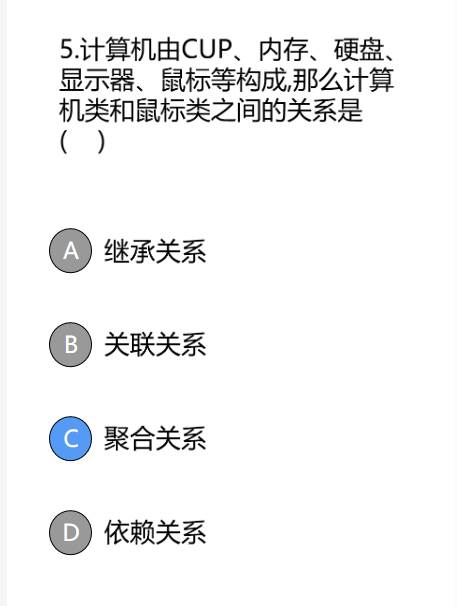 5.计算机由CUP、内存、硬盘、
显示器、鼠标等构成,那么计算
机类和鼠标类之间的关系是
(    )
A 继承关系
B 关联关系
C 聚合关系
D 依赖关系